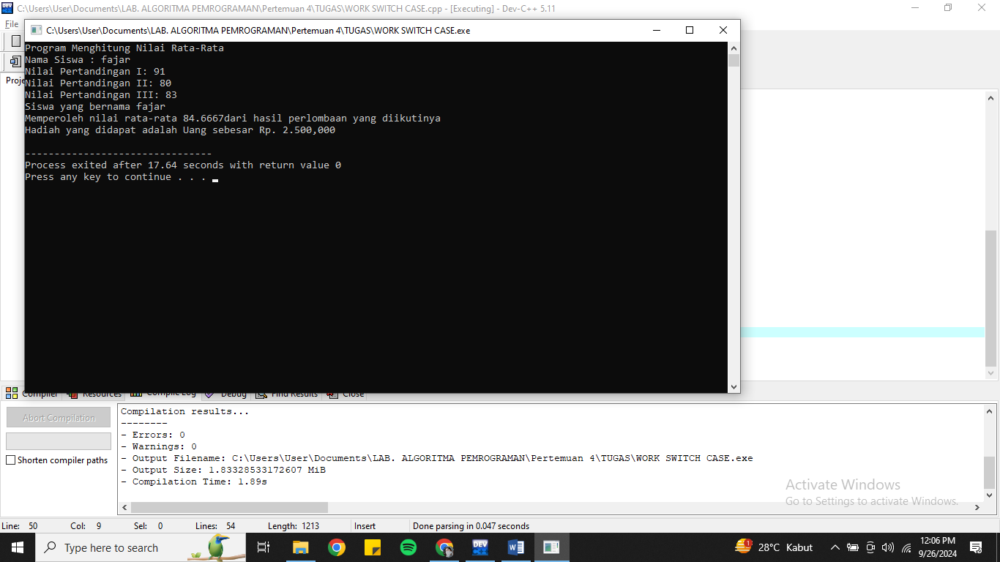 C:\Users\User\Documents\LAB. ALGORITMA PEMROGRAMAN\Pertemuan 4\TUGAS\WORK SWITCH CASE.cpp - [Executing] - Dev-C++ 5.11
File
C:\Users\User\Documents\LAB. ALGORITMA PEMROGRAMAN\Pertemuan 4\TUGAS\WORK SWITCH CASE.exe
Proje
Program Menghitung Nilai Rata-Rata
Nama Siswa : fajar
Nilai Pertandingan I: 91
Nilai Pertandingan II: 80
Nilai Pertandingan III: 83
Siswa yang bernama fajar
Memperoleh nilai rata-rata 84.6667dari hasil perlombaan yang diikutinya
Hadiah yang didapat adalah Uang sebesar Rp. 2.500,000
--------------------------------
Process exited after 17.64 seconds with return value 0
Press any key to continue . . .
Compiler Resources Compile Log Debug Find Results Close
Abort Compilation
Shorten compiler paths
Compilation results...
--------
- Errors: 0
- Warnings: 0
- Output Filename: C:\Users\User\Documents\LAB. ALGORITMA PEMROGRAMAN\Pertemuan 4\TUGAS\WORK SWITCH CASE.exe
- Output Size: 1.83328533172607 MiB
- Compilation Time: 1.89s
Activate Windows
Go to Settings to activate Windows.
Line: 50 Col: 9 Sel: 0 Lines: 54 Length: 1213 Insert Done parsing in 0.047 seconds
Type here to search
DEV
W
1
28°C Kabut
12:06 PM
9/26/2024